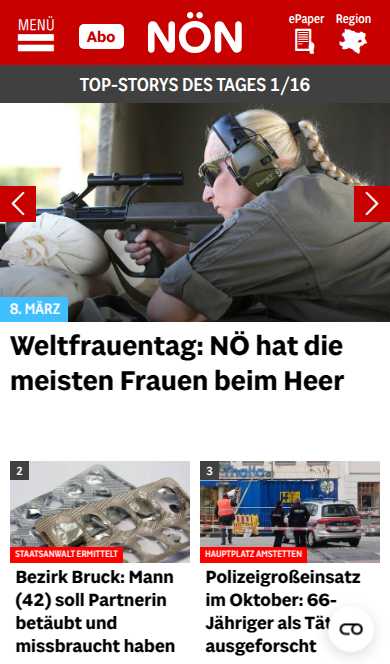 MENÜ
Abo
NÖN
ePaper
Region
TOP-STORYS DES TAGES 1/16
8. MÄRZ
Weltfrauentag: NÖ hat die
meisten Frauen beim Heer
2
STAATSANWALT ERMITTELT
Bezirk Bruck: Mann
(42) soll Partnerin
betäubt und
missbraucht haben
3
Thalia
HAUPTPLATZ AMSTETTEN
Polizeigroßeinsatz
im Oktober: 66-
Jähriger als Tät
ausgeforscht